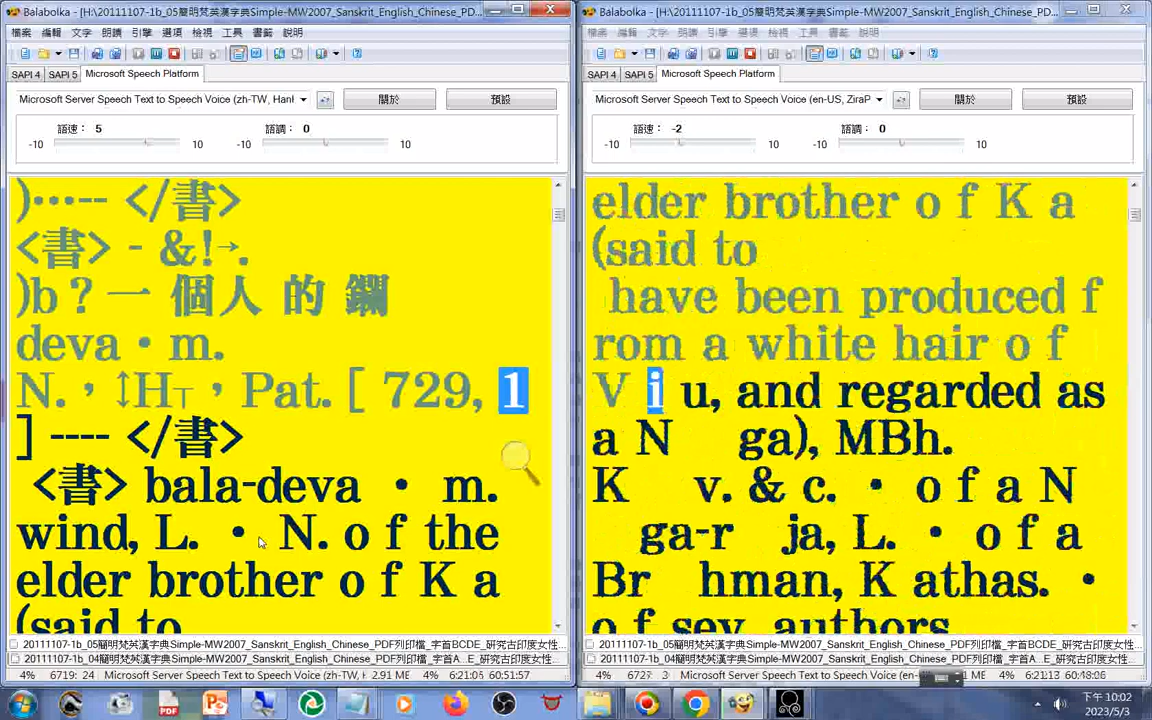 Balabolka - [H:\20111107-1b_05簡明梵英漢字典Simple-MW2007_Sanskrit_English_Chinese_PD...
檔案 編輯 文字 朗讀 引擎 選項 檢視 工具 書籤 說明
SAPI 4 SAPI 5 Microsoft Speech Platform
Microsoft Server Speech Text to Speech Voice (zh-TW, Hanl
關於 預設
語速： 5 語調： 0
-10 10 -10 10
)…-- </書>
<書> - &!→.
)b？一 個人 的 鑭
deva・m.
N.，↕H┬，Pat. [ 729, 1
] ---- </書>
<書> bala-deva ・ m.
wind, L. ・ N. o f the
elder brother o f K a
(said to
20111107-1b_05簡明梵英漢字典Simple-MW2007_Sanskrit_English_Chinese_PDF列印檔_字首BCDE_研究古印度女性...
20111107-1b_04簡明梵英漢字典Simple-MW2007_Sanskrit_English_Chinese_PDF列印檔_字首A...E_研究古印度女性...
4% 6719: 24 Microsoft Server Speech Text to Speech Voice (zh-TW, H 2.91 MB 4% 6:21:05 60:51:57
Balabolka - [H:\20111107-1b_05簡明梵英漢字典Simple-MW2007_Sanskrit_English_Chinese_PD...
檔案 編輯 文字 朗讀 引擎 選項 檢視 工具 書籤 說明
SAPI 4 SAPI 5 Microsoft Speech Platform
Microsoft Server Speech Text to Speech Voice (en-US, ZiraP
關於 預設
語速： -2 語調： 0
-10 10 -10 10
elder brother o f K a
(said to
have been produced f
rom a white hair o f
V i u, and regarded as
a N ga), MBh.
K v. & c. ・ o f a N
ga-r ja, L. ・ o f a
Br hman, K athas. ・
o f sev. authors
20111107-1b_05簡明梵英漢字典Simple-MW2007_Sanskrit_English_Chinese_PDF列印檔_字首BCDE_研究古印度女性...
20111107-1b_04簡明梵英漢字典Simple-MW2007_Sanskrit_English_Chinese_PDF列印檔_字首A...E_研究古印度女性...
4% 6727: 3 Microsoft Server Speech Text to Speech Voice (en-US ME 4% 6:21:13 60:48:06
下午 10:02
2023/5/3